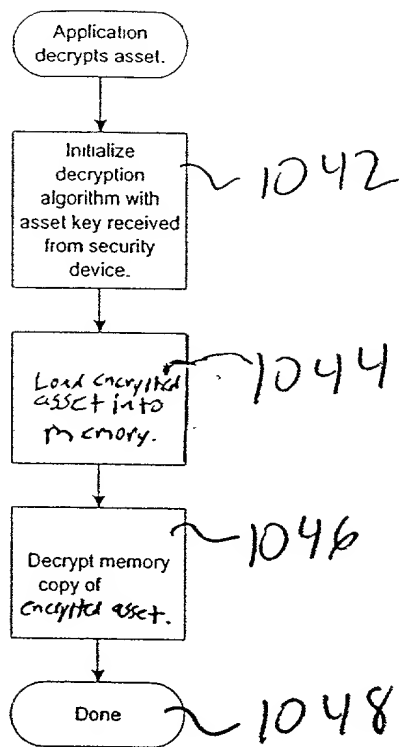 Application
decrypts asset.
Initialize
decryption
algorithm with
asset key received
from security
device.
1042
Load encrypted
asset into
memory.
1044
Decrypt memory
copy of
encrypted asset.
1046
Done
1048